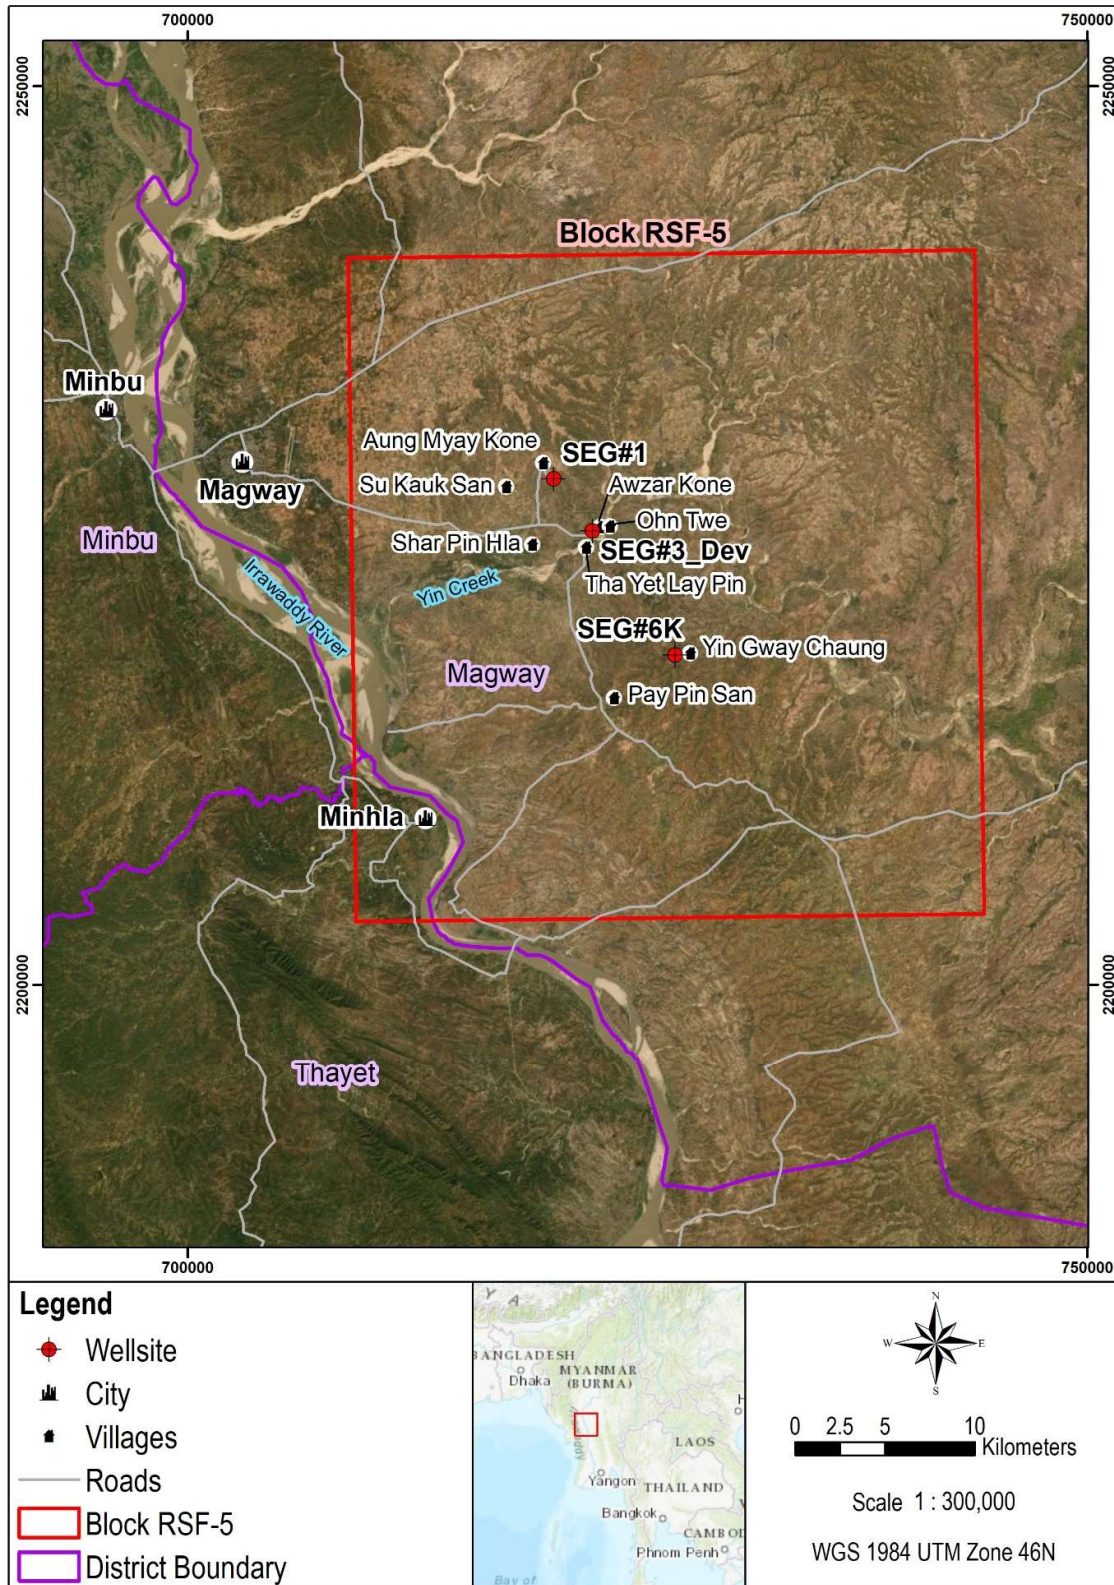 700000
750000
2250000
2250000
Block RSF-5
Minbu
Aung Myay Kone
SEG#1
Magway
Su Kauk San
Awzar Kone
Ohn Twe
Minbu
Shar Pin Hla
SEG#3_Dev
Irrawaddy River
Yin Creek
Tha Yet Lay Pin
SEG#6K
Yin Gway Chaung
Magway
Pay Pin San
Minhla
2200000
2200000
Thayet
700000
750000
Legend
Wellsite
City
Villages
Roads
Block RSF-5
District Boundary
BANGLADESH
Dhaka
MYANMAR
(BURMA)
LAOS
Yangon
THAILAND
Bangkok
CAMBOD
Phnom Penh
Bay of
N
W
E
S
0 2.5 5 10
Kilometers
Scale 1 : 300,000
WGS 1984 UTM Zone 46N